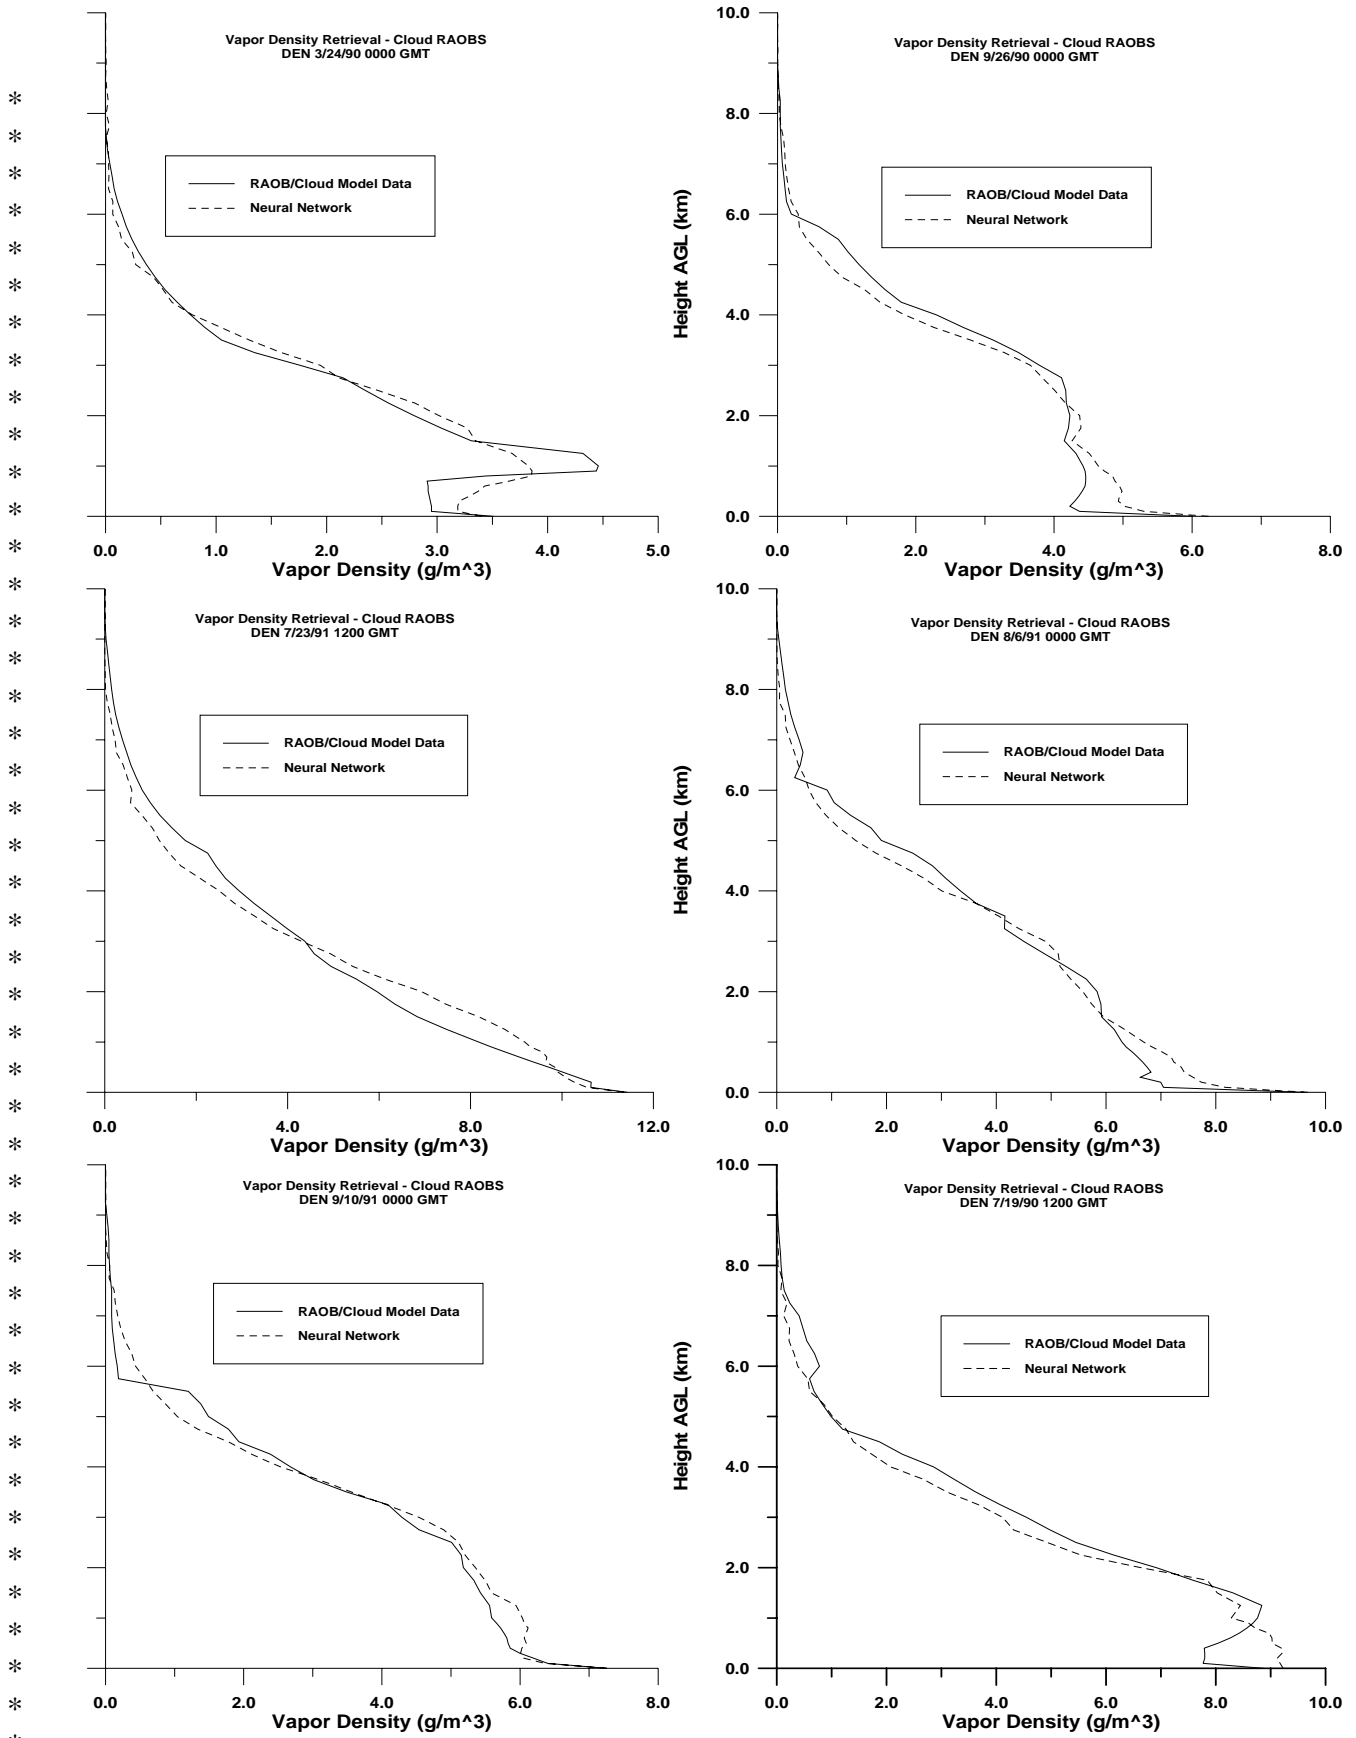 Vapor Density Retrieval - Cloud RAOBS
DEN 3/24/90 0000 GMT
RAOB/Cloud Model Data
Neural Network
0.0 1.0 2.0 3.0 4.0 5.0
Vapor Density (g/m^3)
10.0
8.0
6.0
4.0
2.0
0.0
Height AGL (km)
Vapor Density Retrieval - Cloud RAOBS
DEN 9/26/90 0000 GMT
RAOB/Cloud Model Data
Neural Network
0.0 2.0 4.0 6.0 8.0
Vapor Density (g/m^3)
Vapor Density Retrieval - Cloud RAOBS
DEN 7/23/91 1200 GMT
RAOB/Cloud Model Data
Neural Network
0.0 4.0 8.0 12.0
Vapor Density (g/m^3)
10.0
8.0
6.0
4.0
2.0
0.0
Height AGL (km)
Vapor Density Retrieval - Cloud RAOBS
DEN 8/6/91 0000 GMT
RAOB/Cloud Model Data
Neural Network
0.0 2.0 4.0 6.0 8.0 10.0
Vapor Density (g/m^3)
Vapor Density Retrieval - Cloud RAOBS
DEN 9/10/91 0000 GMT
RAOB/Cloud Model Data
Neural Network
0.0 2.0 4.0 6.0 8.0
Vapor Density (g/m^3)
10.0
8.0
6.0
4.0
2.0
0.0
Height AGL (km)
Vapor Density Retrieval - Cloud RAOBS
DEN 7/19/90 1200 GMT
RAOB/Cloud Model Data
Neural Network
0.0 2.0 4.0 6.0 8.0 10.0
Vapor Density (g/m^3)